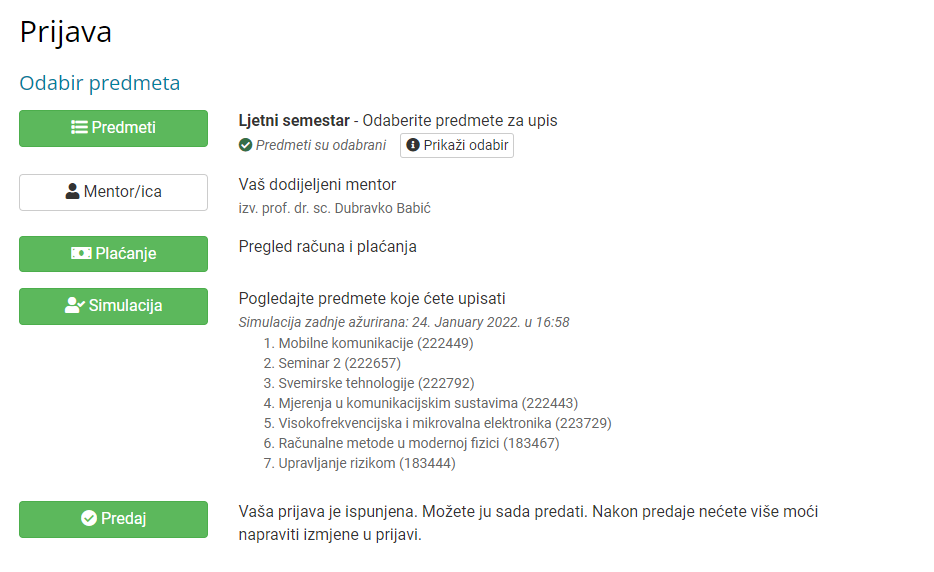 Prijava
Odabir predmeta
Predmeti
Ljetni semestar - Odaberite predmete za upis
Predmeti su odabrani Prikaži odabir
Mentor/ica
Vaš dodijeljeni mentor
izv. prof. dr. sc. Dubravko Babić
Plaćanje
Pregled računa i plaćanja
Simulacija
Pogledajte predmete koje ćete upisati
Simulacija zadnje ažurirana: 24. January 2022. u 16:58
1. Mobilne komunikacije (222449)
2. Seminar 2 (222657)
3. Svemirske tehnologije (222792)
4. Mjerenja u komunikacijskim sustavima (222443)
5. Visokofrekvencijska i mikrovalna elektronika (223729)
6. Računalne metode u modernoj fizici (183467)
7. Upravljanje rizikom (183444)
Predaj
Vaša prijava je ispunjena. Možete ju sada predati. Nakon predaje nećete više moći
napraviti izmjene u prijavi.